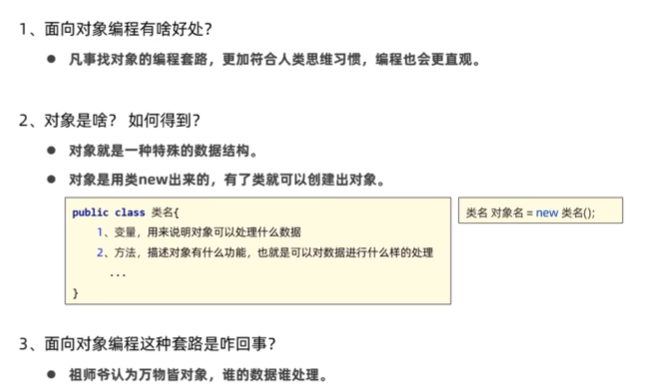 1、面向对象编程有啥好处？
● 凡事找对象的编程套路，更加符合人类思维习惯，编程也会更直观。
2、对象是啥？ 如何得到？
● 对象就是一种特殊的数据结构。
● 对象是用类new出来的，有了类就可以创建出对象。
public class 类名{
1、变量，用来说明对象可以处理什么数据
2、方法，描述对象有什么功能，也就是可以对数据进行什么样的处理
...
}
类名 对象名 = new 类名();
3、面向对象编程这种套路是咋回事？
● 祖师爷认为万物皆对象，谁的数据谁处理。